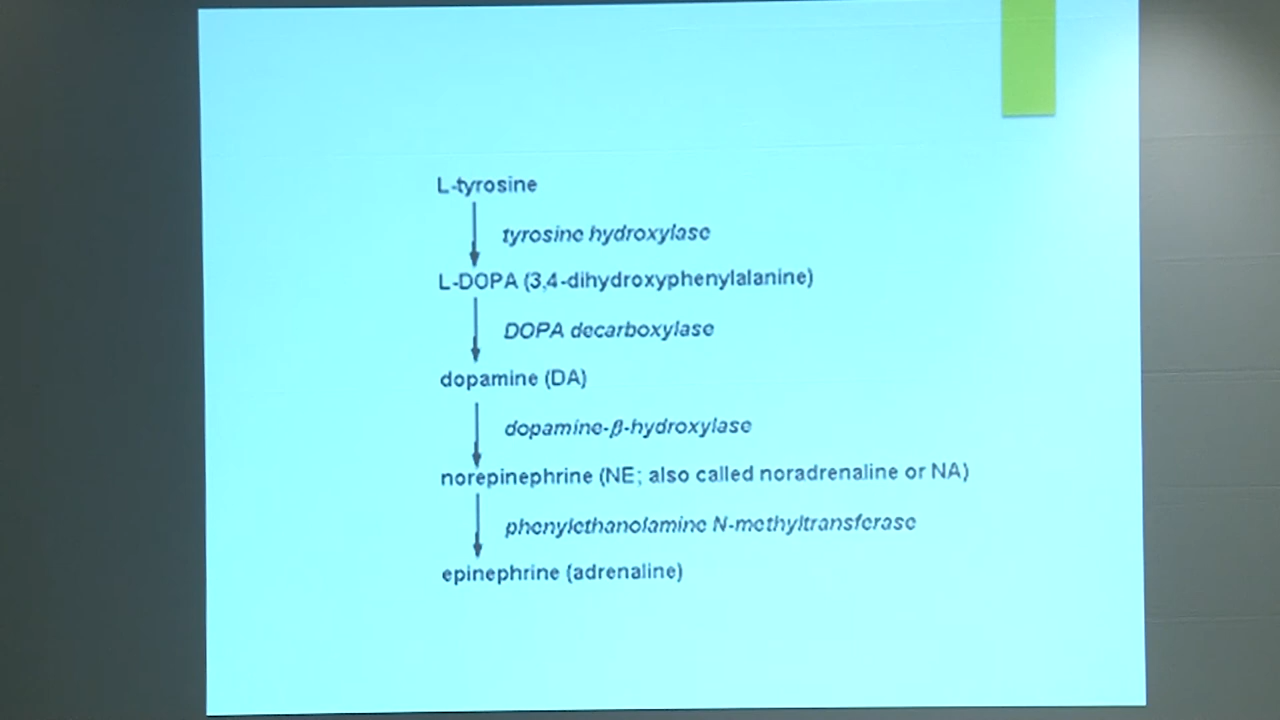 L-tyrosine
tyrosine hydroxylase
L-DOPA (3,4-dihydroxyphenylalanine)
DOPA decarboxylase
dopamine (DA)
dopamine-β-hydroxylase
norepinephrine (NE; also called noradrenaline or NA)
phenylethanolamine N-methyltransferase
epinephrine (adrenaline)